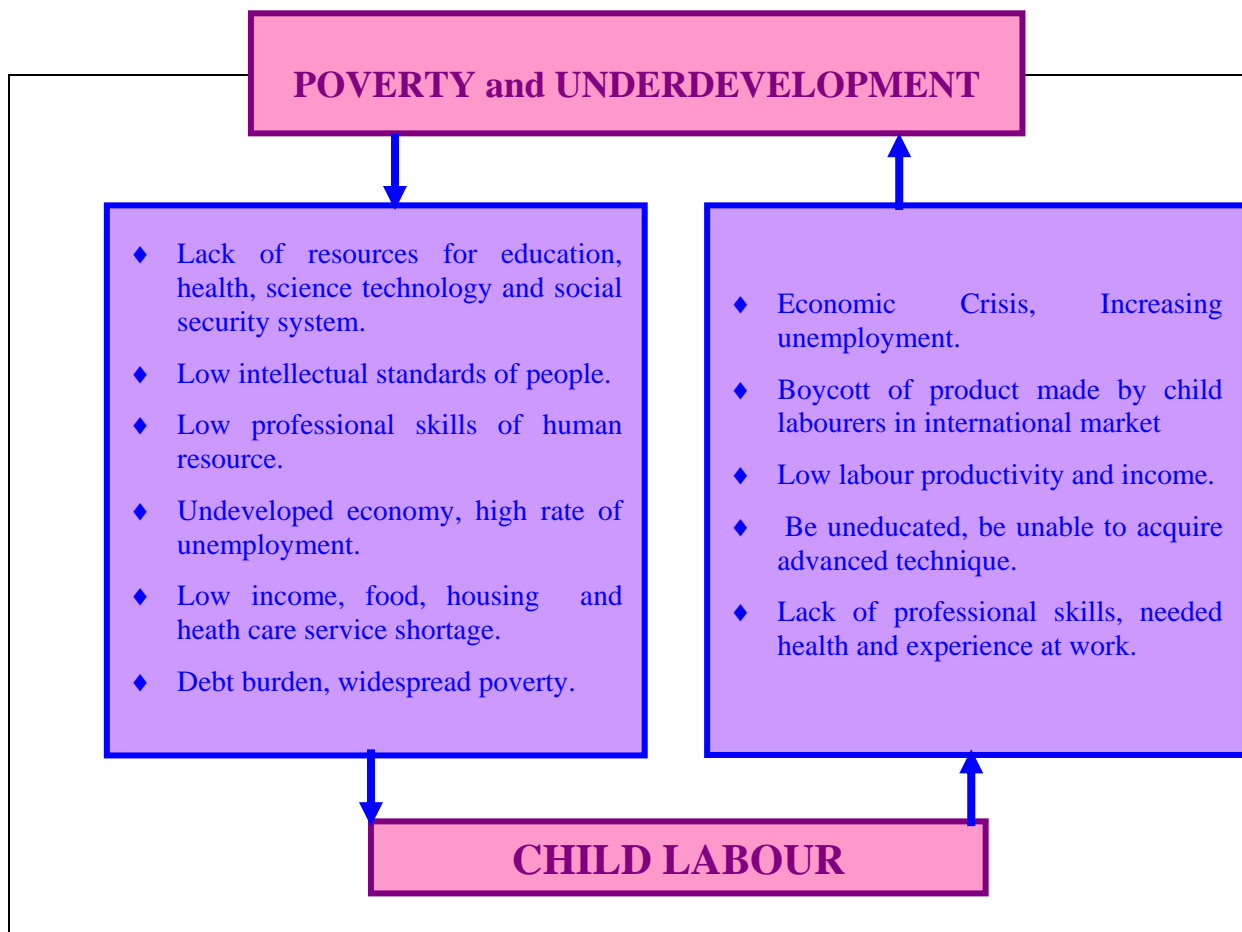 POVERTY and UNDERDEVELOPMENT
♦ Lack of resources for education,
health, science technology and social
security system.
♦ Low intellectual standards of people.
♦ Low professional skills of human
resource.
♦ Undeveloped economy, high rate of
unemployment.
♦ Low income, food, housing and
heath care service shortage.
♦ Debt burden, widespread poverty.
♦ Economic Crisis, Increasing
unemployment.
♦ Boycott of product made by child
labourers in international market
♦ Low labour productivity and income.
♦ Be uneducated, be unable to acquire
advanced technique.
♦ Lack of professional skills, needed
health and experience at work.
CHILD LABOUR